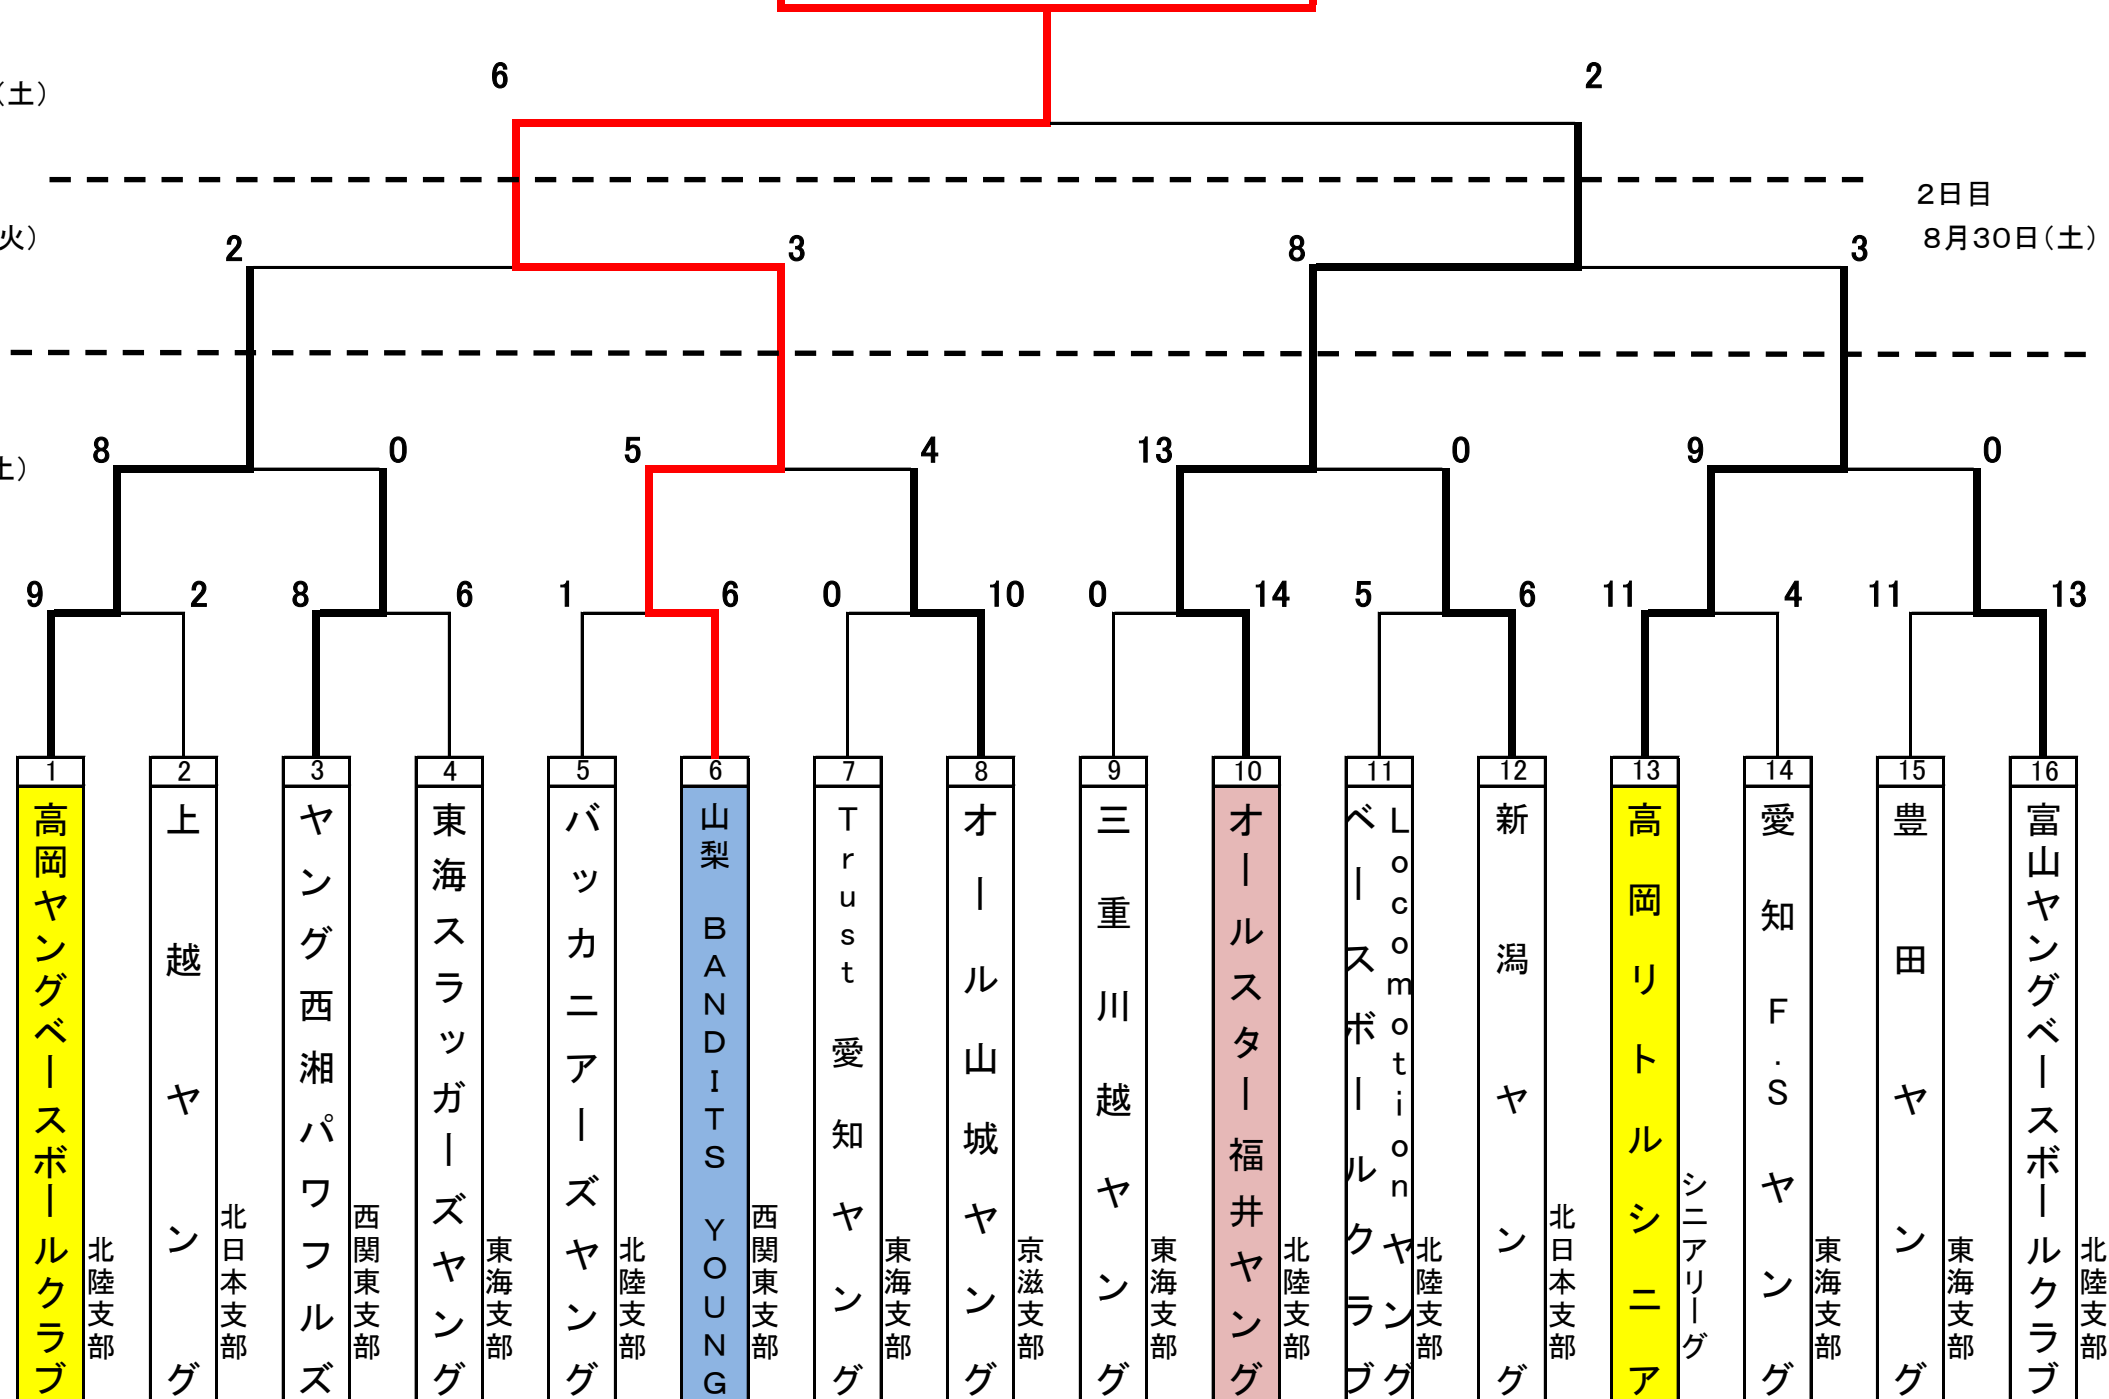 6 2
(土)
2日目
火) 2 3 8 3 8月30日(土)
8 0 5 4 13 0 9 0
土)
9 2 8 6 1 6 0 10 0 14 5 6 11 4 11 13
1 2 3 4 5 6 7 8 9 10 11 12 13 14 15 16
高岡ヤングベースボールクラブ
北陸支部
上越ヤング
北日本支部
ヤング西湘パワフルズ
西関東支部
東海スラッガーズヤング
東海支部
バッカニアーズヤング
北陸支部
山梨 BANDITS YOUNG
西関東支部
Trust 愛知ヤング
東海支部
オール山城ヤング
京滋支部
三重川越ヤング
東海支部
オールスター福井ヤング
北陸支部
Locomotionヤング
ベースボールクラブ
北陸支部
新潟ヤング
北日本支部
高岡リトルシニア
シニアリーグ
愛知F.Sヤング
東海支部
豊田ヤング
東海支部
富山ヤングベースボールクラブ
北陸支部